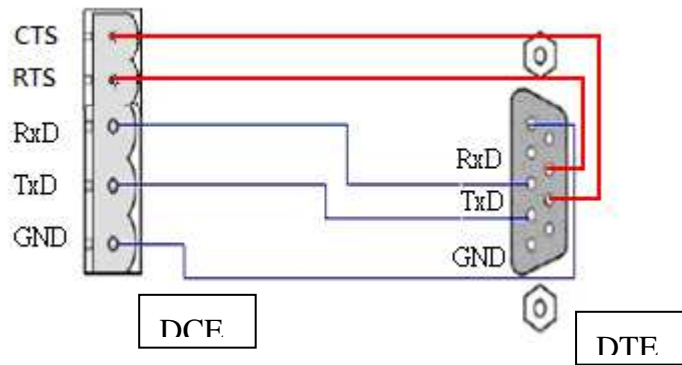 CTS
RTS
RxD
TxD
GND
RxD
TxD
GND
DCE
DTE